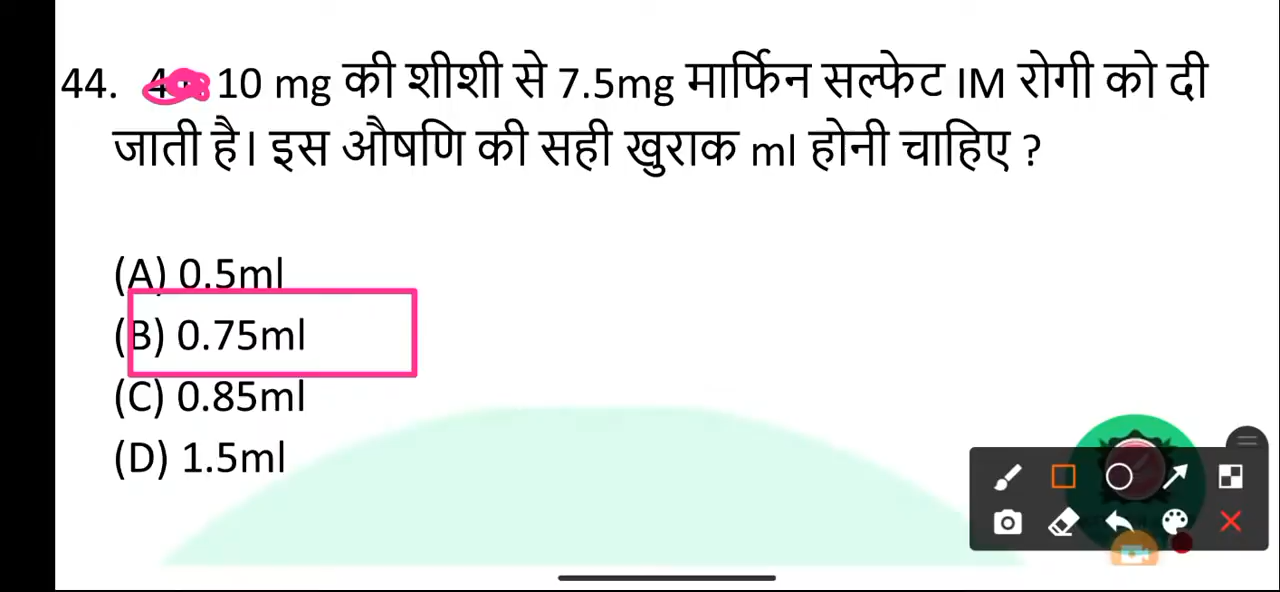 44. 10 mg की शीशी से 7.5mg मार्फिन सल्फेट IM रोगी को दी
जाती है। इस औषणि की सही खुराक ml होनी चाहिए ?
(A) 0.5ml
(B) 0.75ml
(C) 0.85ml
(D) 1.5ml